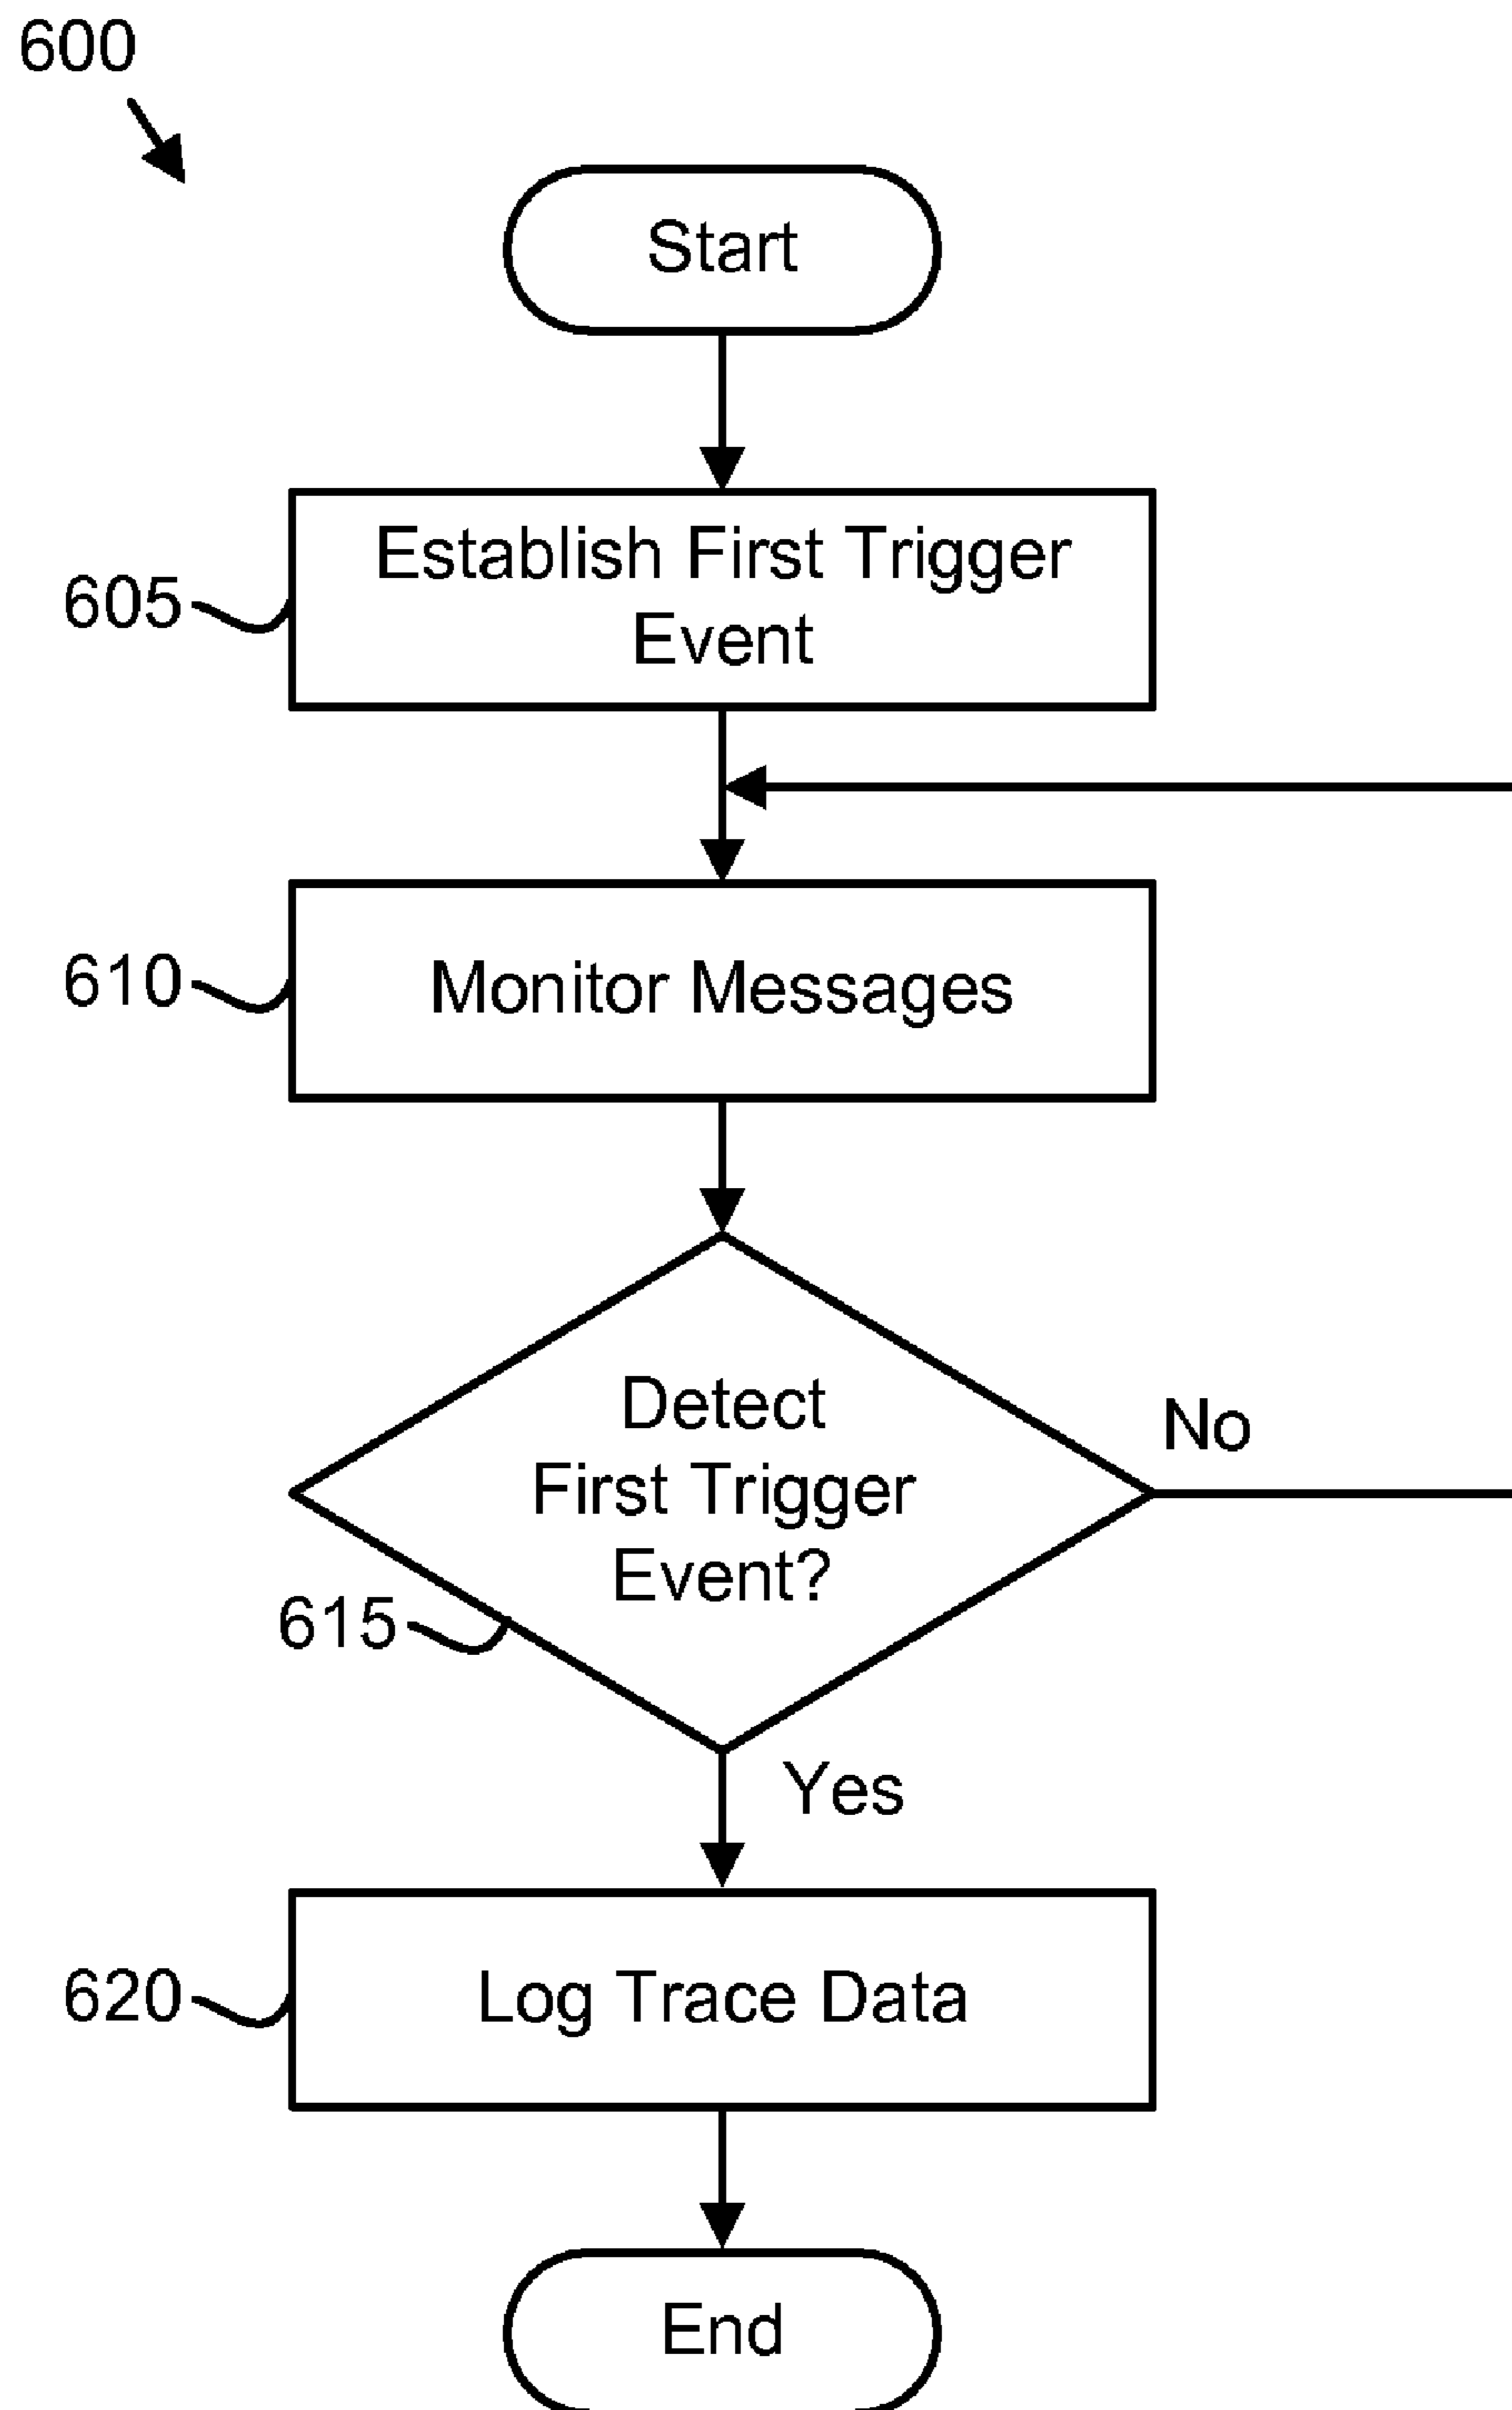 600
Start
Establish First Trigger
Event
605
Monitor Messages
610
Detect
First Trigger
Event?
No
615
Yes
Log Trace Data
620
End